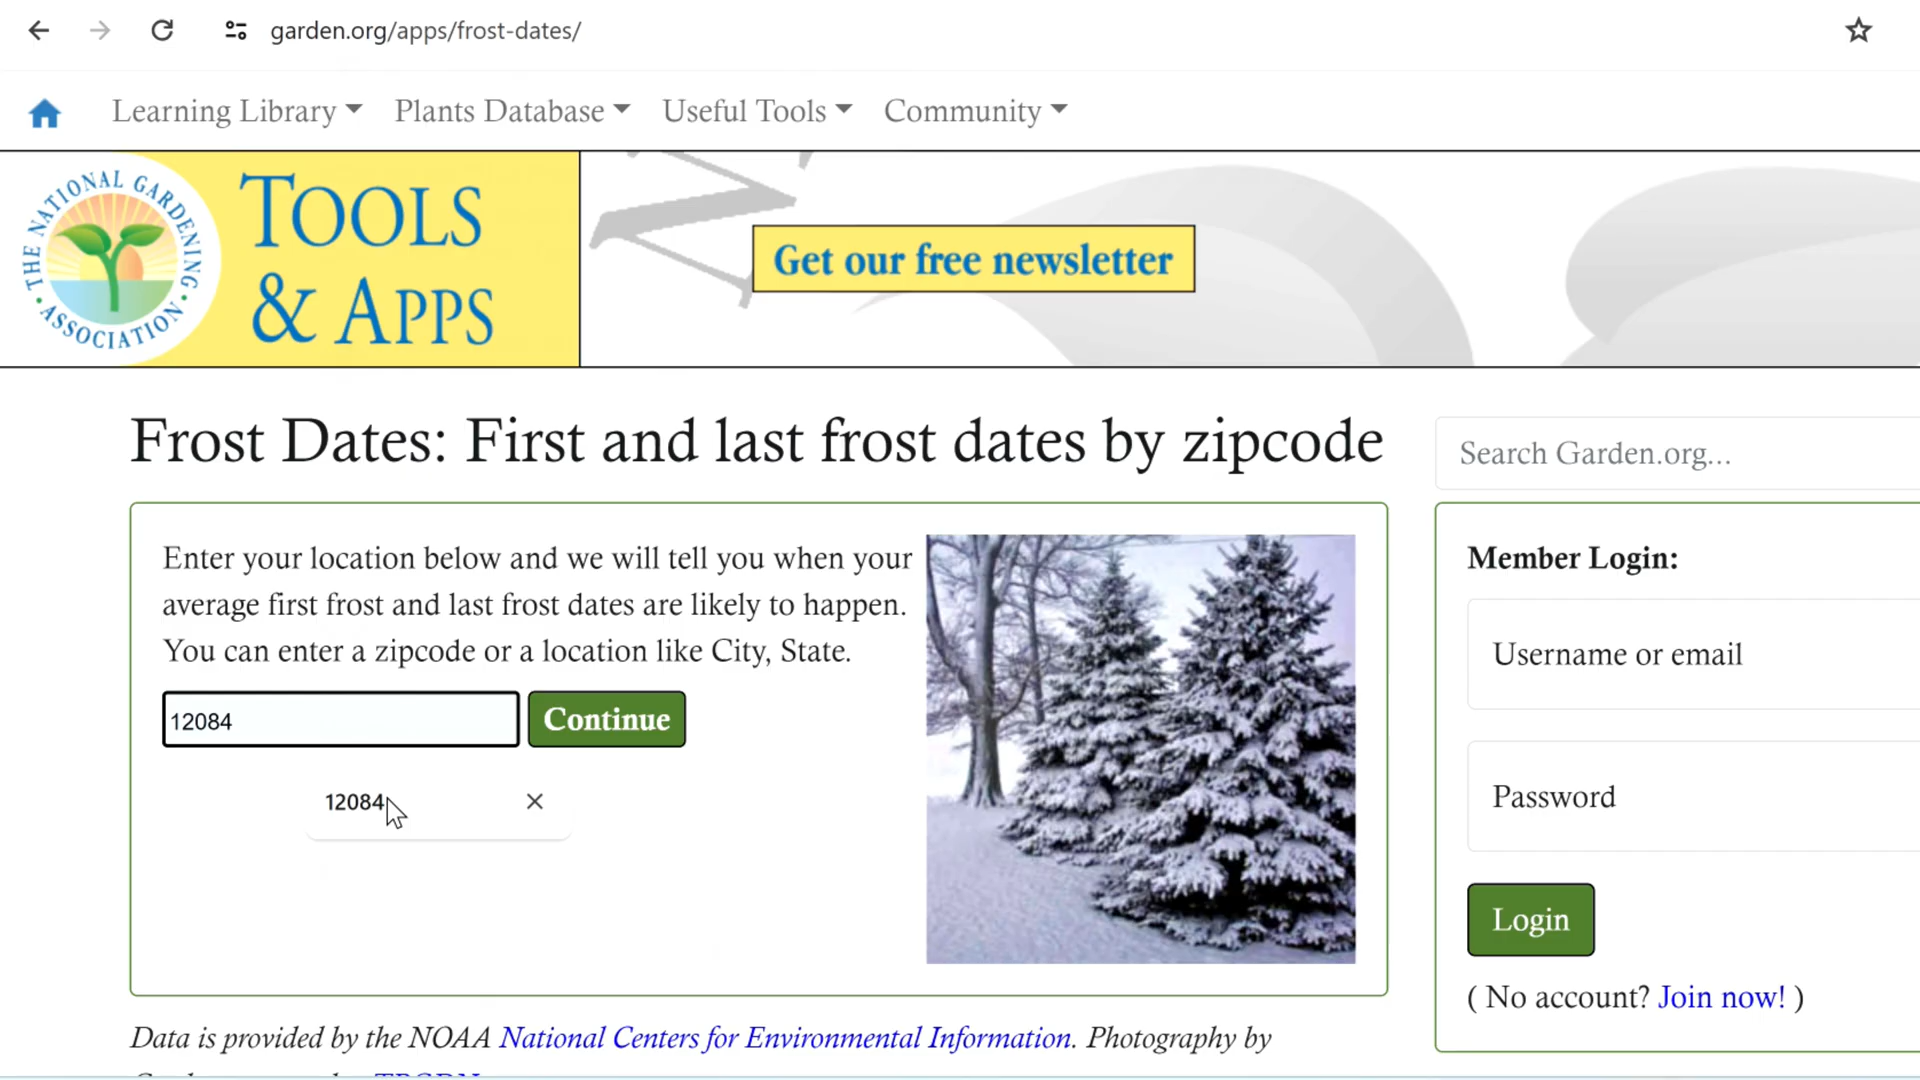 garden.org/apps/frost-dates/
Learning Library Plants Database Useful Tools Community
THE NATIONAL GARDENING ASSOCIATION
TOOLS
& APPS
Get our free newsletter
Frost Dates: First and last frost dates by zipcode
Search Garden.org...
Enter your location below and we will tell you when your
average first frost and last frost dates are likely to happen.
You can enter a zipcode or a location like City, State.
12084 Continue
12084
Member Login:
Username or email
Password
Login
( No account? Join now! )
Data is provided by the NOAA National Centers for Environmental Information. Photography by